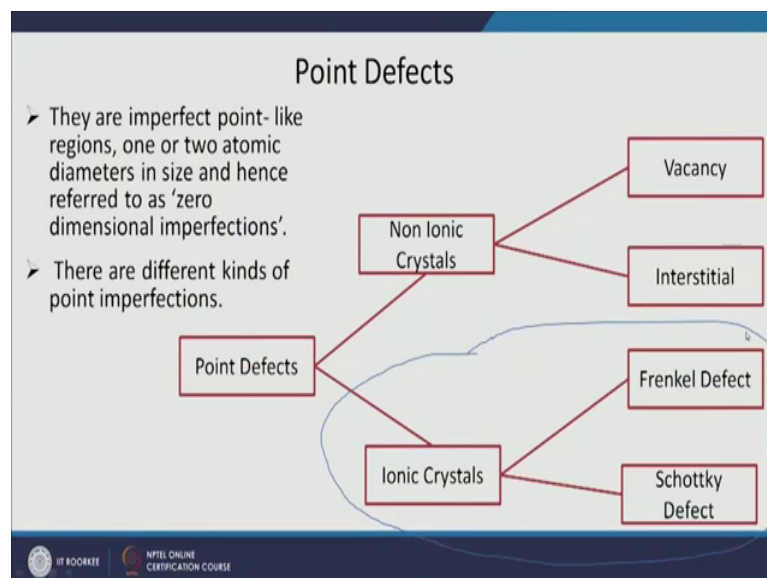 Point Defects
➢ They are imperfect point- like
regions, one or two atomic
diameters in size and hence
referred to as ‘zero
dimensional imperfections’.
➢ There are different kinds of
point imperfections.
Point Defects
Non Ionic
Crystals
Vacancy
Interstitial
Ionic Crystals
Frenkel Defect
Schottky
Defect
IIT ROORKEE
NPTEL ONLINE
CERTIFICATION COURSE